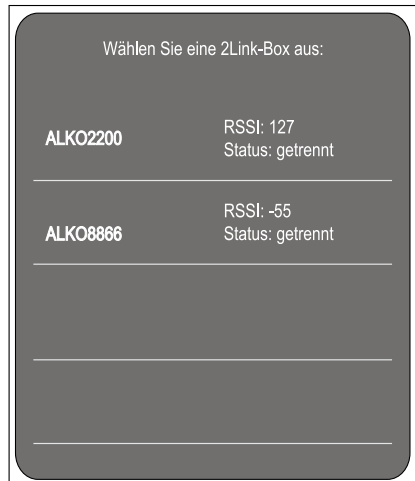 Wählen Sie eine 2Link-Box aus:
ALKO2200
RSSI: 127
Status: getrennt
ALKO8866
RSSI: -55
Status: getrennt